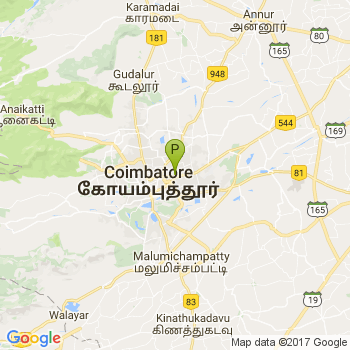 Karamadai
காரமடை
Annur
அன்னூர்
181
80
Gudalur
கூடலூர்
948
Anaikatti
னைகட்டி
544
169
P
Coimbatore
கோயம்புத்தூர்
81
165
165
Malumichampatty
மலுமிச்சம்பட்டி
19
83
Walayar
Kinathukadavu
கிணத்துகடவு
Google
Map data ©2017 Google